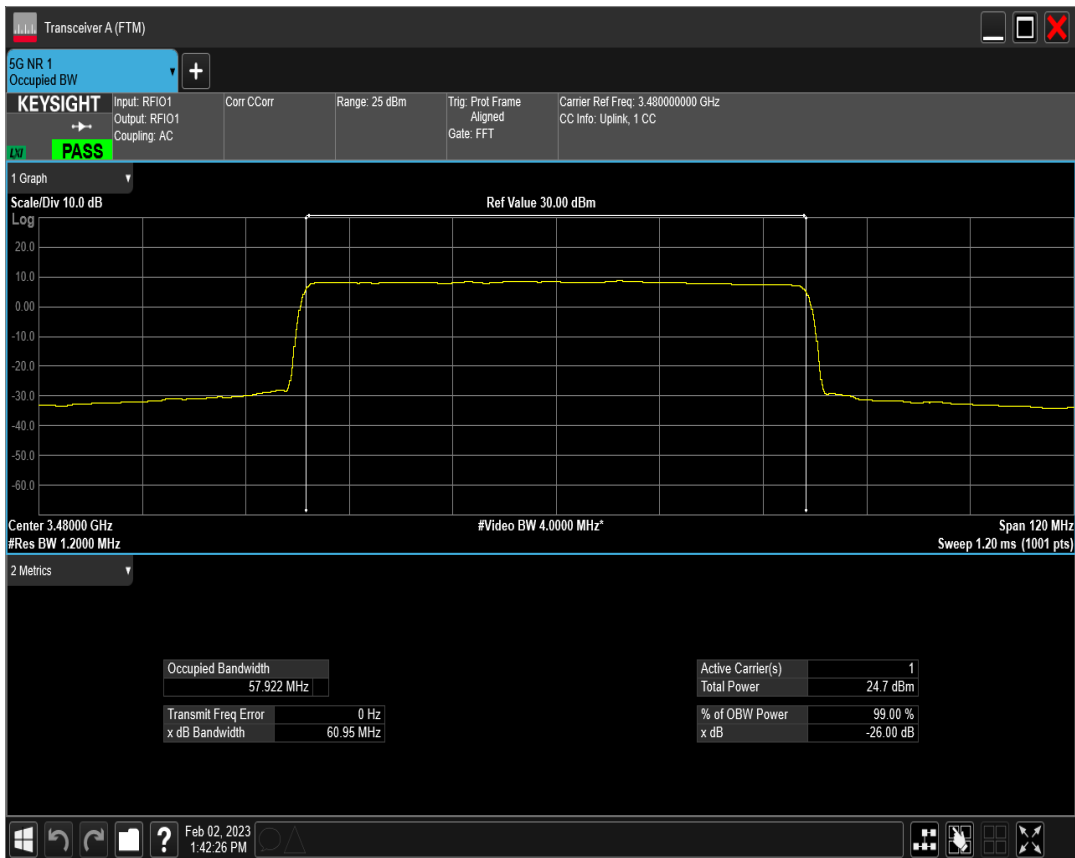 Transceiver A (FTM)
5G NR 1
Occupied BW
+
KEYSIGHT
LXI
PASS
Input: RFIO1
Output: RFIO1
Coupling: AC
Corr CCorr
Range: 25 dBm
Trig: Prot Frame
Aligned
Gate: FFT
Carrier Ref Freq: 3.480000000 GHz
CC Info: Uplink, 1 CC
1 Graph
Scale/Div 10.0 dB
Ref Value 30.00 dBm
Log
20.0
10.0
0.00
-10.0
-20.0
-30.0
-40.0
-50.0
-60.0
Center 3.48000 GHz
#Video BW 4.0000 MHz*
Span 120 MHz
#Res BW 1.2000 MHz
Sweep 1.20 ms (1001 pts)
2 Metrics
Occupied Bandwidth
57.922 MHz
Transmit Freq Error 0 Hz
x dB Bandwidth 60.95 MHz
Active Carrier(s) 1
Total Power 24.7 dBm
% of OBW Power 99.00 %
x dB -26.00 dB
?
Feb 02, 2023
1:42:26 PM